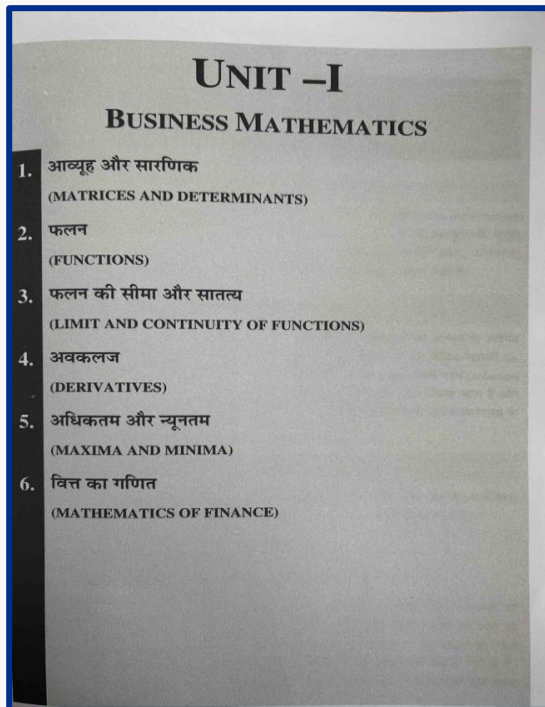 UNIT –I
BUSINESS MATHEMATICS
1. आव्यूह और सारणिक
(MATRICES AND DETERMINANTS)
2. फलन
(FUNCTIONS)
3. फलन की सीमा और सातत्य
(LIMIT AND CONTINUITY OF FUNCTIONS)
4. अवकलज
(DERIVATIVES)
5. अधिकतम और न्यूनतम
(MAXIMA AND MINIMA)
6. वित्त का गणित
(MATHEMATICS OF FINANCE)